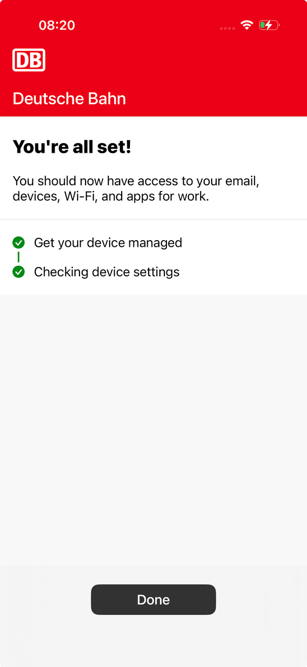 08:20
DB
Deutsche Bahn
You're all set!
You should now have access to your email,
devices, Wi-Fi, and apps for work.
Get your device managed
Checking device settings
Done